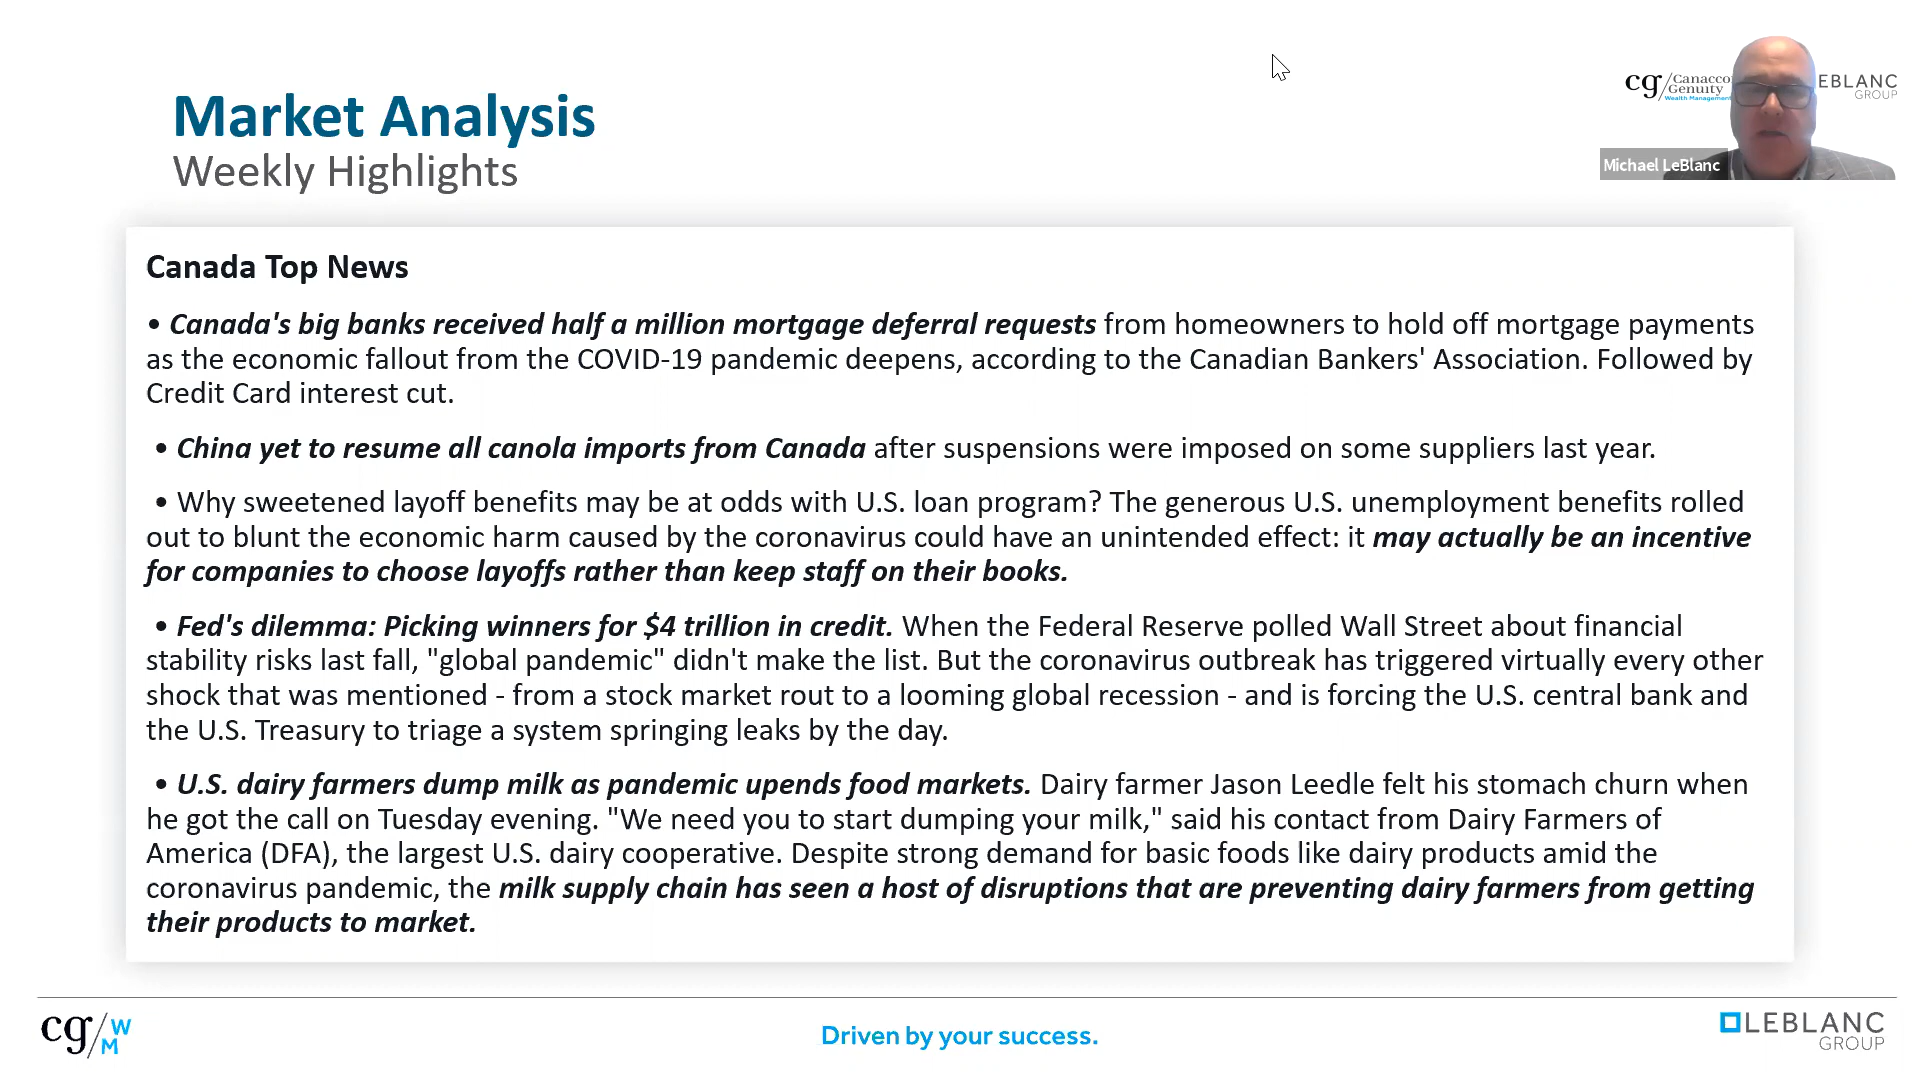 Market Analysis
Weekly Highlights
cg/Canacco
Genuity
Wealth Management
EBLANC
GROUP
Michael LeBlanc
Canada Top News
• Canada's big banks received half a million mortgage deferral requests from homeowners to hold off mortgage payments
as the economic fallout from the COVID-19 pandemic deepens, according to the Canadian Bankers' Association. Followed by
Credit Card interest cut.
• China yet to resume all canola imports from Canada after suspensions were imposed on some suppliers last year.
• Why sweetened layoff benefits may be at odds with U.S. loan program? The generous U.S. unemployment benefits rolled
out to blunt the economic harm caused by the coronavirus could have an unintended effect: it may actually be an incentive
for companies to choose layoffs rather than keep staff on their books.
• Fed's dilemma: Picking winners for $4 trillion in credit. When the Federal Reserve polled Wall Street about financial
stability risks last fall, "global pandemic" didn't make the list. But the coronavirus outbreak has triggered virtually every other
shock that was mentioned - from a stock market rout to a looming global recession - and is forcing the U.S. central bank and
the U.S. Treasury to triage a system springing leaks by the day.
• U.S. dairy farmers dump milk as pandemic upends food markets. Dairy farmer Jason Leedle felt his stomach churn when
he got the call on Tuesday evening. "We need you to start dumping your milk," said his contact from Dairy Farmers of
America (DFA), the largest U.S. dairy cooperative. Despite strong demand for basic foods like dairy products amid the
coronavirus pandemic, the milk supply chain has seen a host of disruptions that are preventing dairy farmers from getting
their products to market.
cg/WM
Driven by your success.
LEBLANC
GROUP